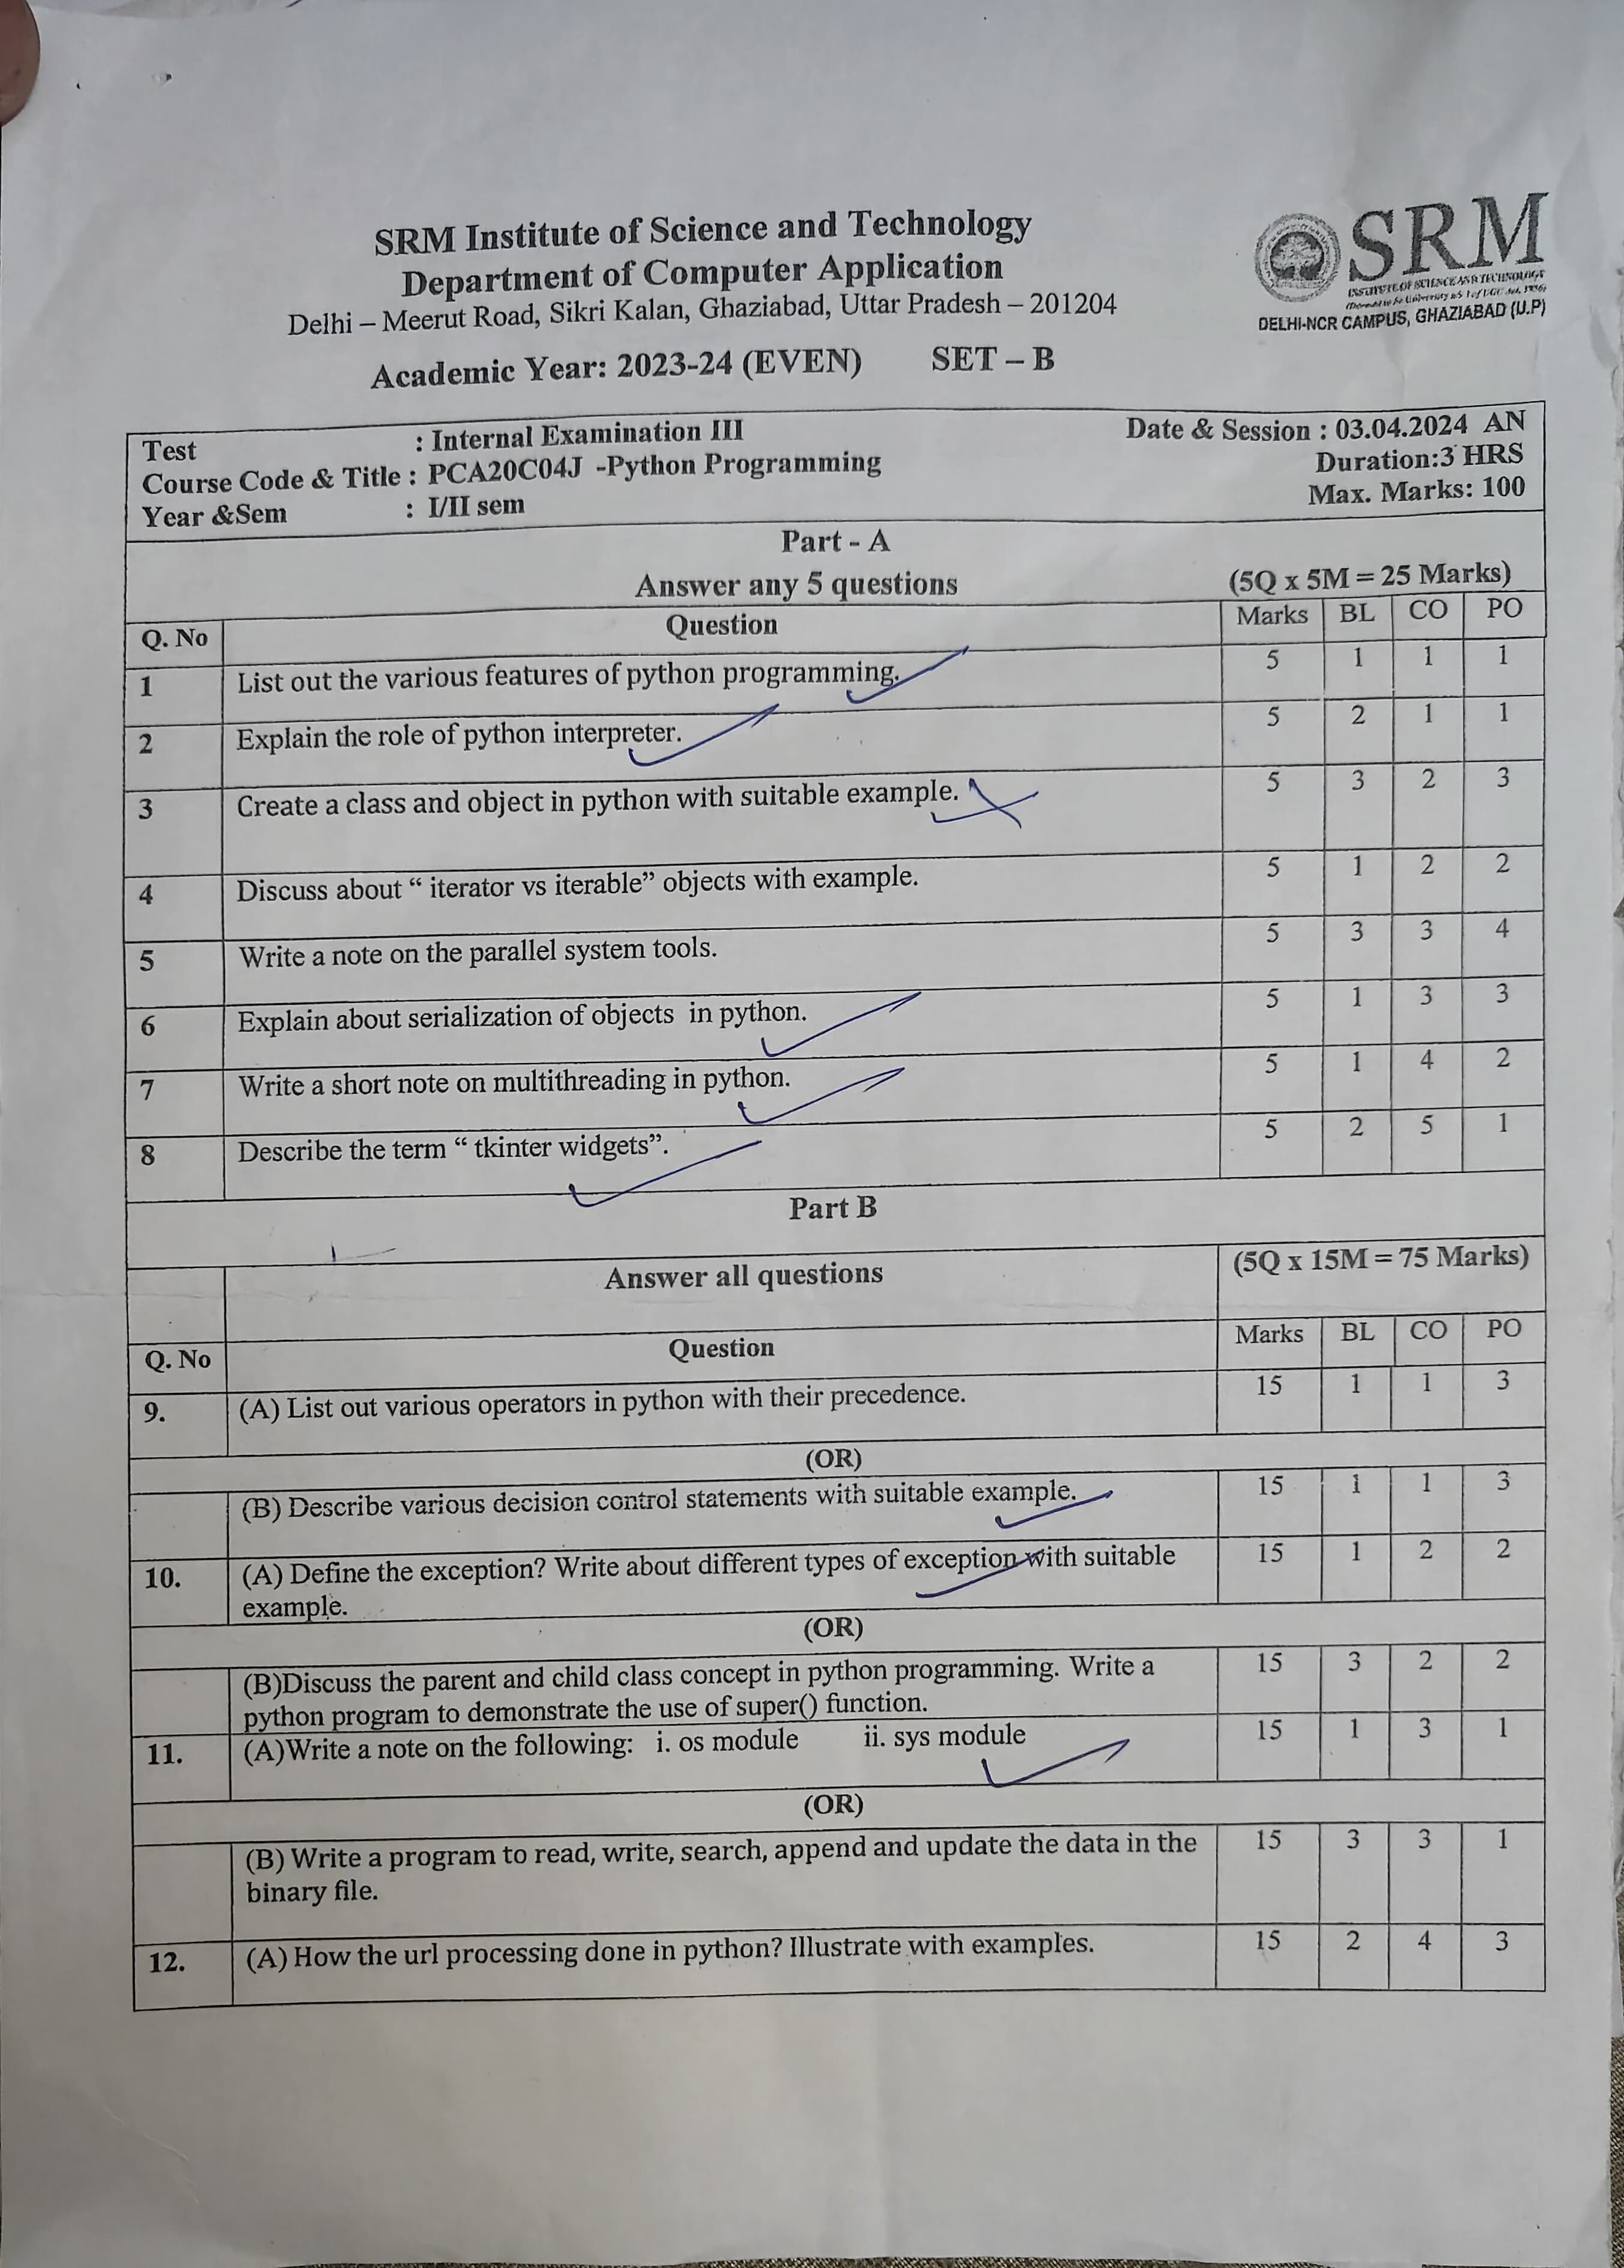 SRM Institute of Science and Technology
Department of Computer Application
Delhi – Meerut Road, Sikri Kalan, Ghaziabad, Uttar Pradesh – 201204
SRM
INSTITUTE OF SCIENCE AND TECHNOLOGY
DELHI-NCR CAMPUS, GHAZIABAD (U.P)
Academic Year: 2023-24 (EVEN) SET – B
Test : Internal Examination III Date & Session : 03.04.2024 AN
Course Code & Title : PCA20C04J -Python Programming Duration:3 HRS
Year &Sem : I/II sem Max. Marks: 100
Part - A
Answer any 5 questions (5Q x 5M = 25 Marks)
Q. No Question Marks BL CO PO
1 List out the various features of python programming. 5 1 1 1
2 Explain the role of python interpreter. 5 2 1 1
3 Create a class and object in python with suitable example. 5 3 2 3
4 Discuss about “ iterator vs iterable” objects with example. 5 1 2 2
5 Write a note on the parallel system tools. 5 3 3 4
6 Explain about serialization of objects in python. 5 1 3 3
7 Write a short note on multithreading in python. 5 1 4 2
8 Describe the term “ tkinter widgets”. 5 2 5 1
Part B
Answer all questions (5Q x 15M = 75 Marks)
Q. No Question Marks BL CO PO
9. (A) List out various operators in python with their precedence. 15 1 1 3
(OR)
(B) Describe various decision control statements with suitable example. 15 1 1 3
10. (A) Define the exception? Write about different types of exception with suitable 15 1 2 2
example.
(OR)
(B)Discuss the parent and child class concept in python programming. Write a 15 3 2 2
python program to demonstrate the use of super() function.
11. (A)Write a note on the following: i. os module ii. sys module 15 1 3 1
(OR)
(B) Write a program to read, write, search, append and update the data in the 15 3 3 1
binary file.
12. (A) How the url processing done in python? Illustrate with examples. 15 2 4 3